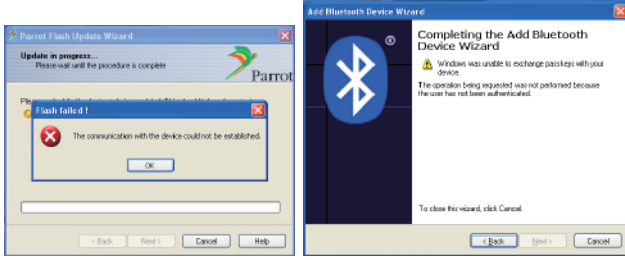 Parrot Flash Update Wizard
Update in progress...
Please wait until the procedure is complete
Parrot
Flash failed !
The communication with the device could not be established.
OK
< Back
Next >
Cancel
Help
Add Bluetooth Device Wizard
®
Completing the Add Bluetooth
Device Wizard
Windows was unable to exchange passkeys with your
device.
The operation being requested was not performed because
the user has not been authenticated.
To close this wizard, click Cancel.
< Back
Next >
Cancel